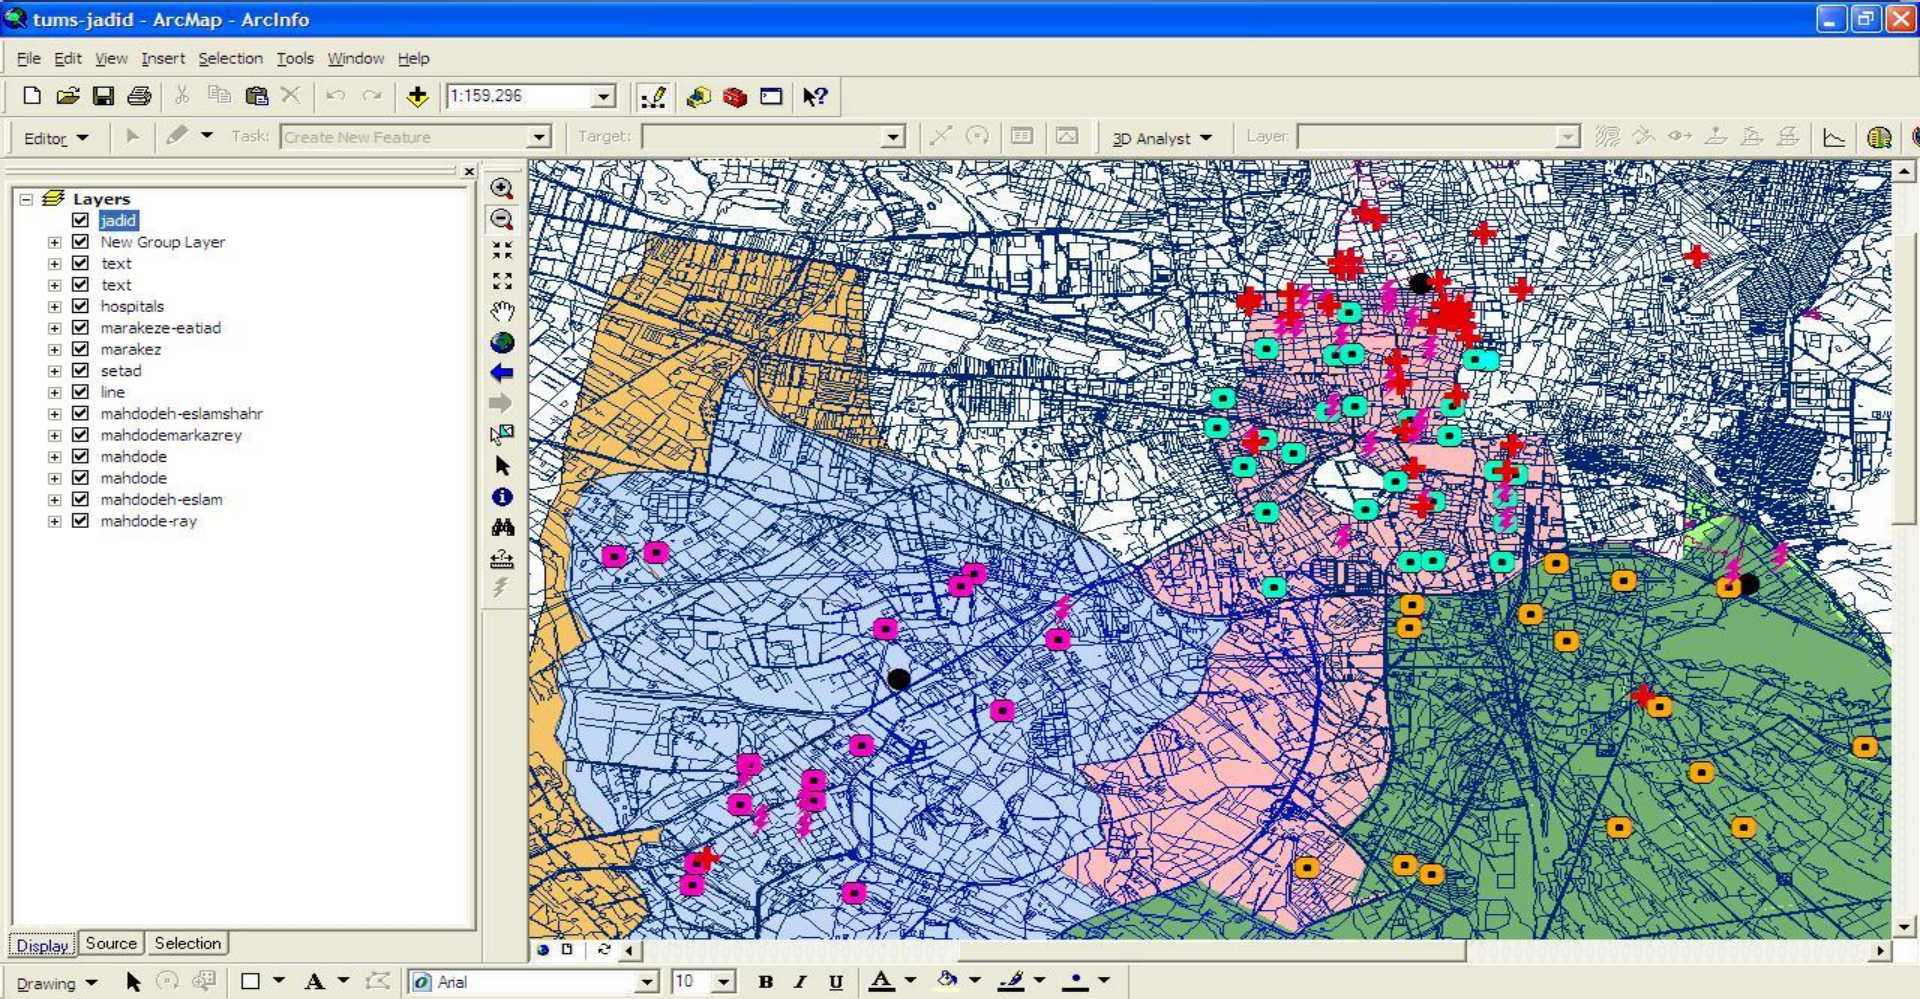 tums-jadid - ArcMap - ArcInfo
File Edit View Insert Selection Tools Window Help
1:159,296
Editor Task: Create New Feature Target: 3D Analyst Layer:
Layers
jadid
New Group Layer
text
text
hospitals
marakeze-eatiad
marakez
setad
line
mahdodeh-eslamshahr
mahdodemarkazrey
mahdode
mahdode
mahdodeh-eslam
mahdode-ray
Display Source Selection
Drawing A Arial 10 B I U A